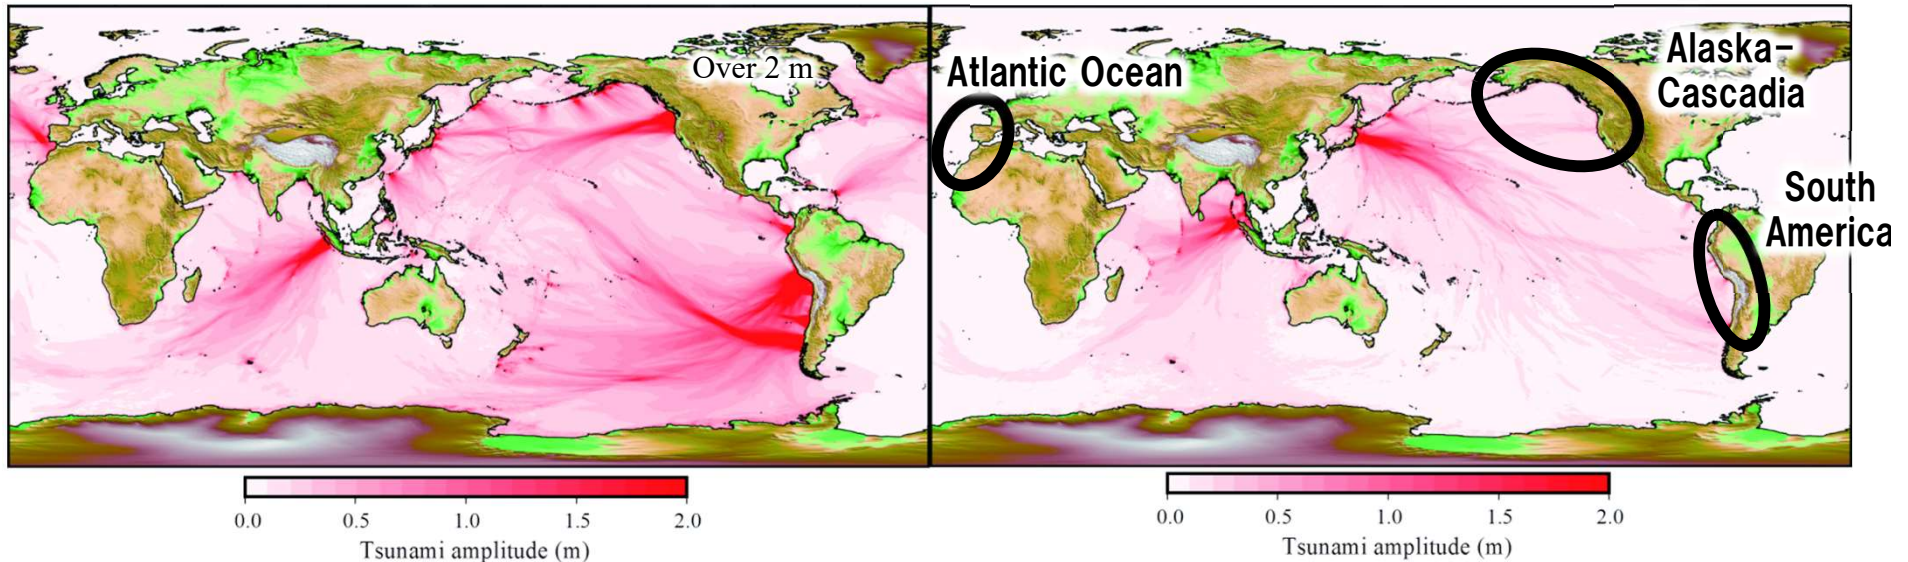 Over 2 m
0.0 0.5 1.0 1.5 2.0
Tsunami amplitude (m)
Atlantic Ocean
Alaska–
Cascadia
South
America
0.0 0.5 1.0 1.5 2.0
Tsunami amplitude (m)